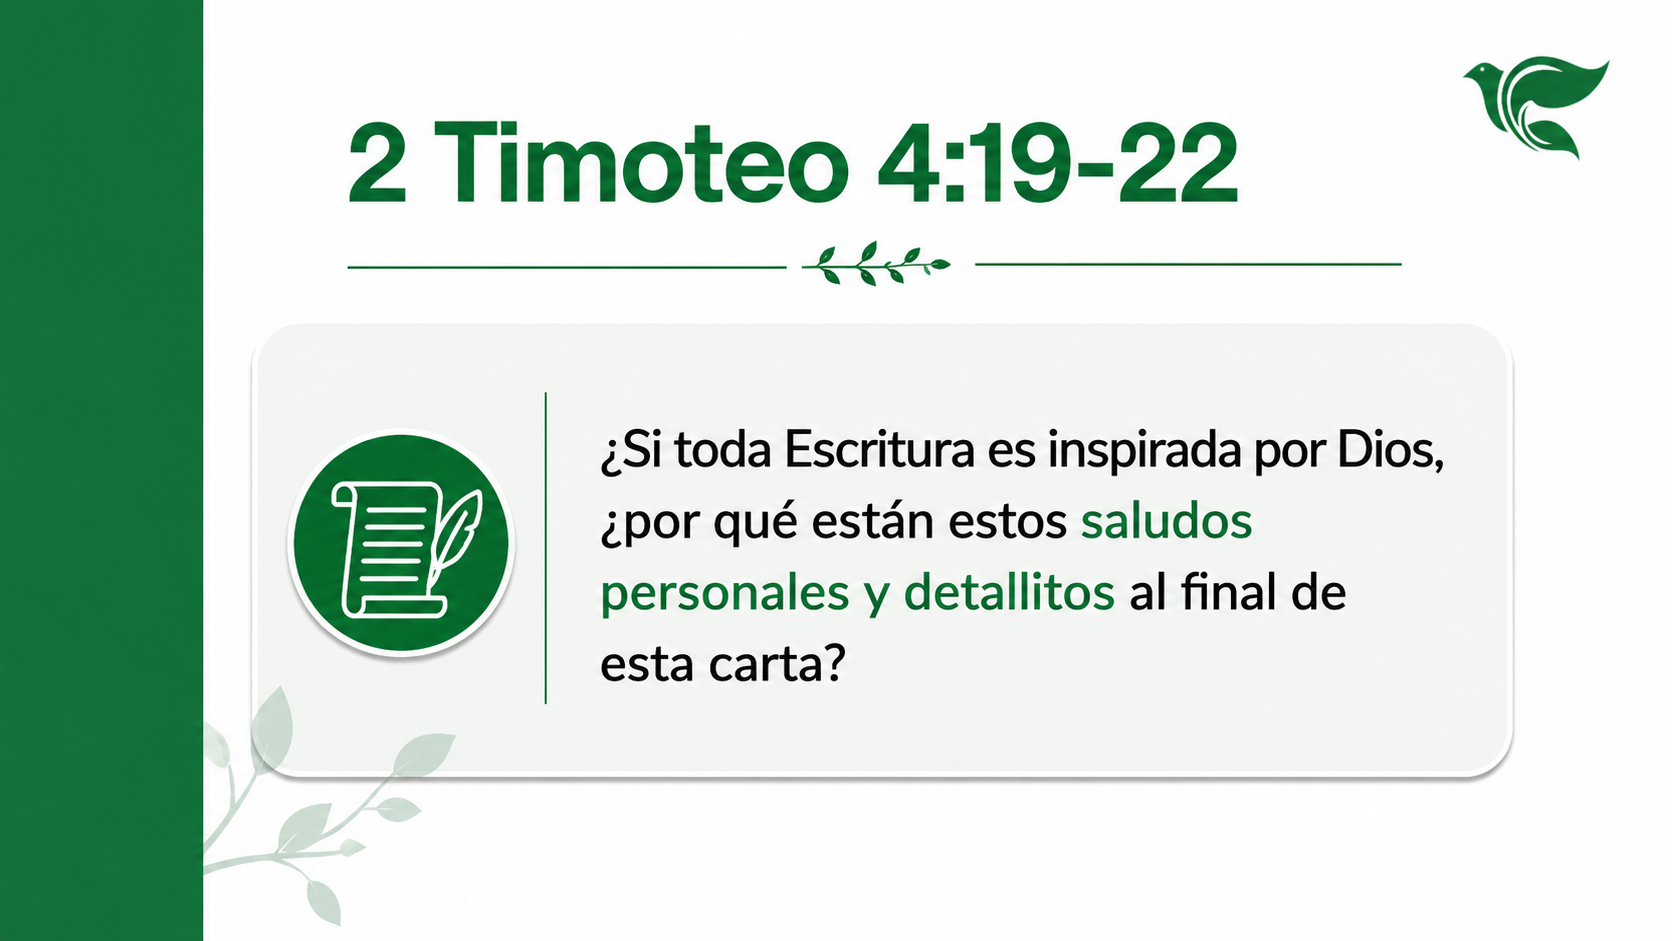 2 Timoteo 4:19-22
¿Si toda Escritura es inspirada por Dios,
¿por qué están estos saludos
personales y detallitos al final de
esta carta?